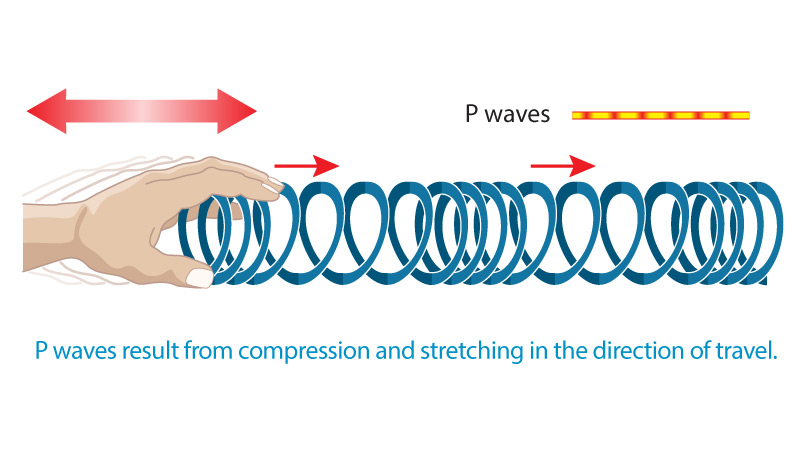 P waves
P waves result from compression and stretching in the direction of travel.